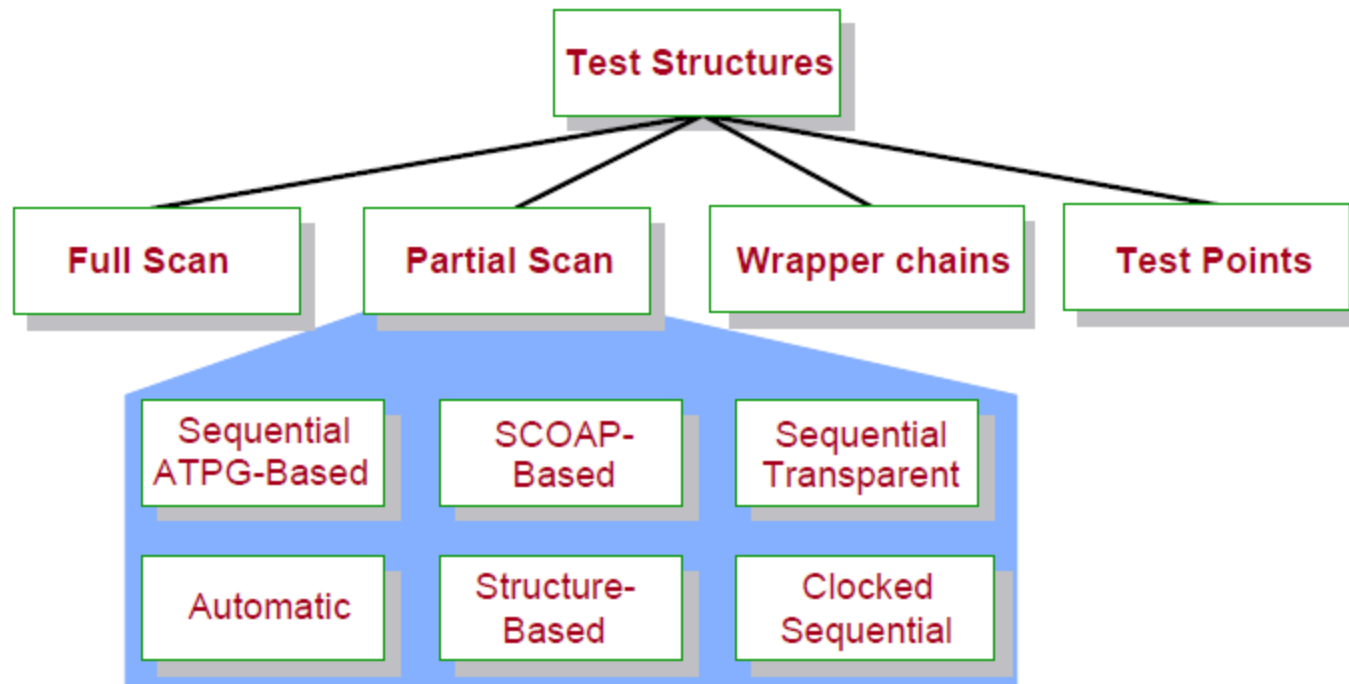 Test Structures
Full Scan
Partial Scan
Wrapper chains
Test Points
Sequential
ATPG-Based
SCOAP-
Based
Sequential
Transparent
Automatic
Structure-
Based
Clocked
Sequential